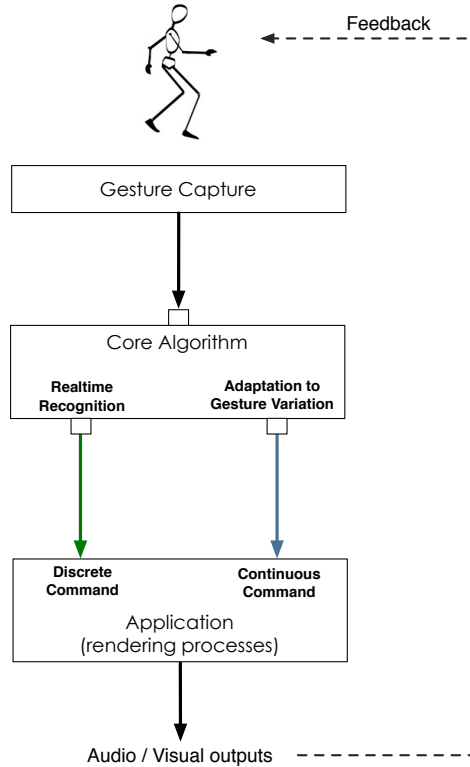 Feedback
Gesture Capture
Core Algorithm
Realtime
Recognition
Adaptation to
Gesture Variation
Discrete
Command
Continuous
Command
Application
(rendering processes)
Audio / Visual outputs